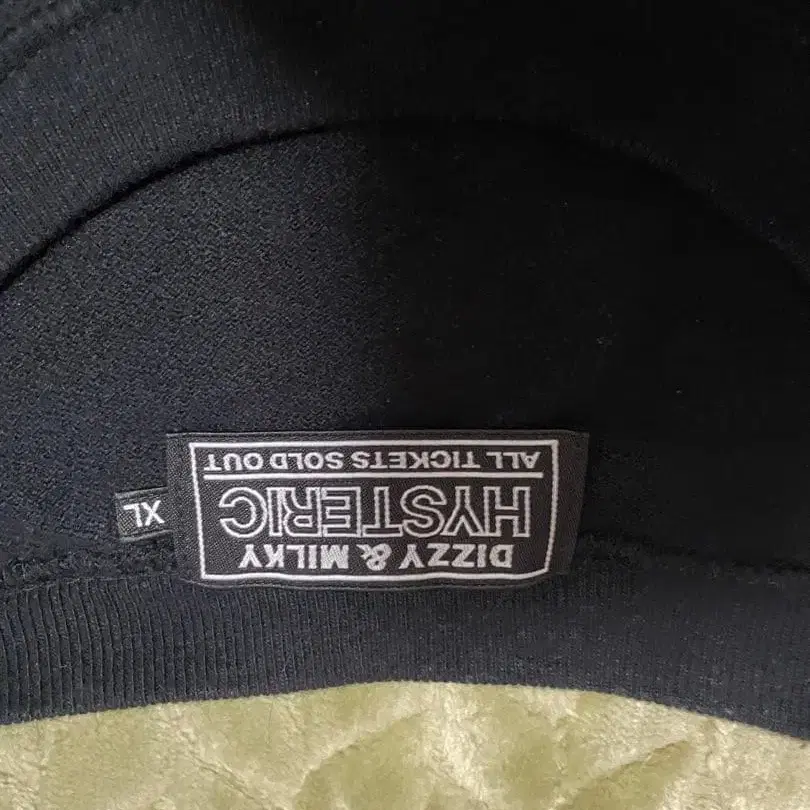 DIZZY & MILKY
HYSTERIC
ALL TICKETS SOLD OUT
XL